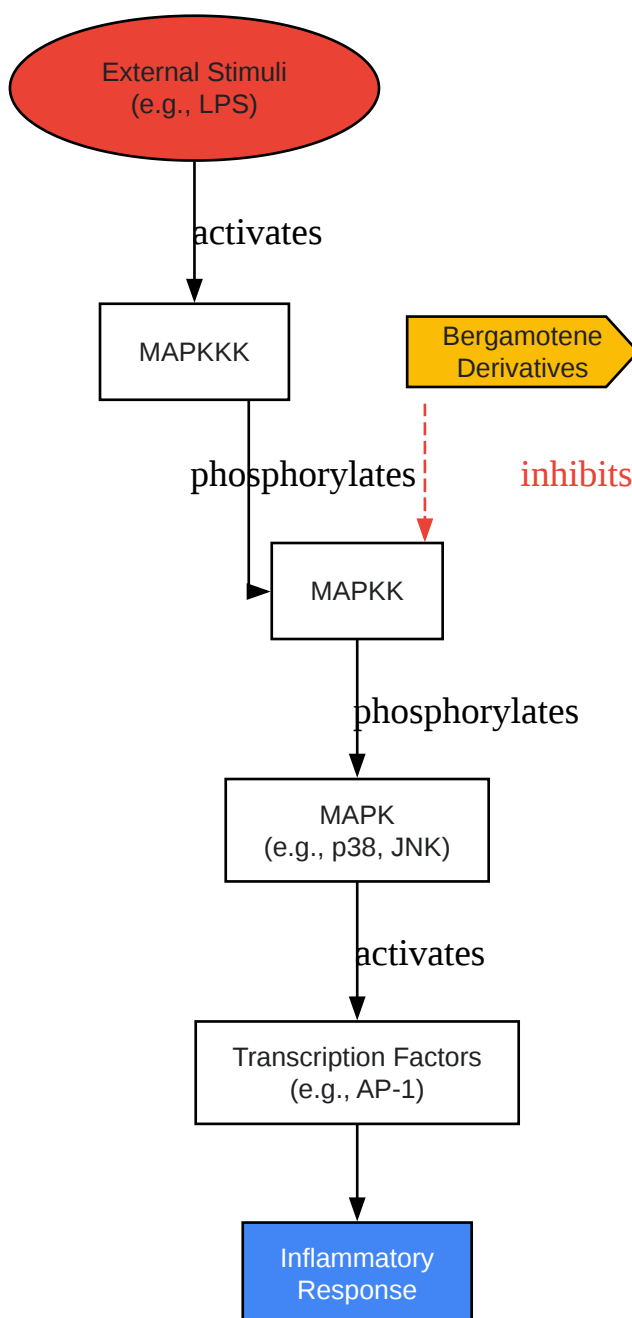 External Stimuli
(e.g., LPS)
activates
MAPKKK
Bergamotene
Derivatives
phosphorylates
inhibits
MAPKK
phosphorylates
MAPK
(e.g., p38, JNK)
activates
Transcription Factors
(e.g., AP-1)
Inflammatory
Response